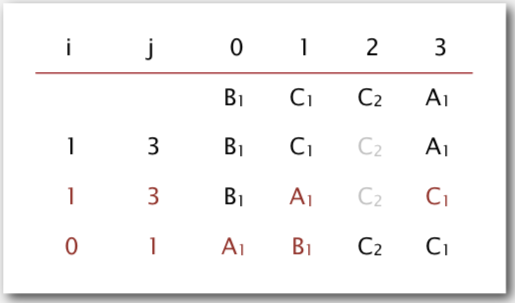 i j 0 1 2 3
B1 C1 C2 A1
1 3 B1 C1 C2 A1
1 3 B1 A1 C2 C1
0 1 A1 B1 C2 C1